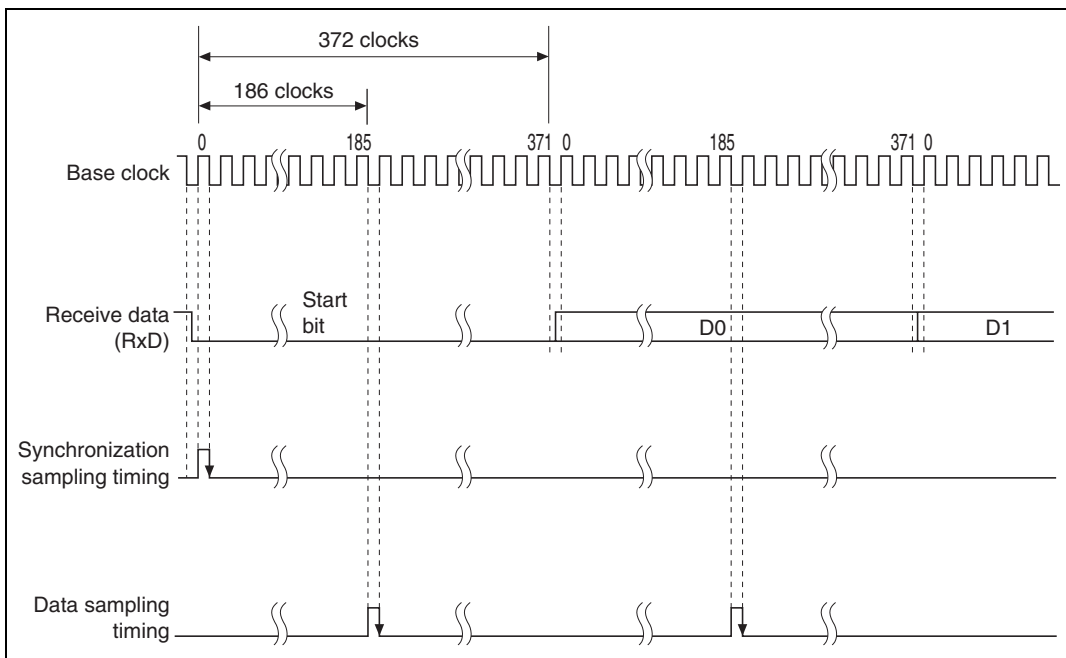 372 clocks
186 clocks
0 185 371 0 185 371 0
Base clock
Receive data
(RxD)
Start
bit
D0
D1
Synchronization
sampling timing
Data sampling
timing